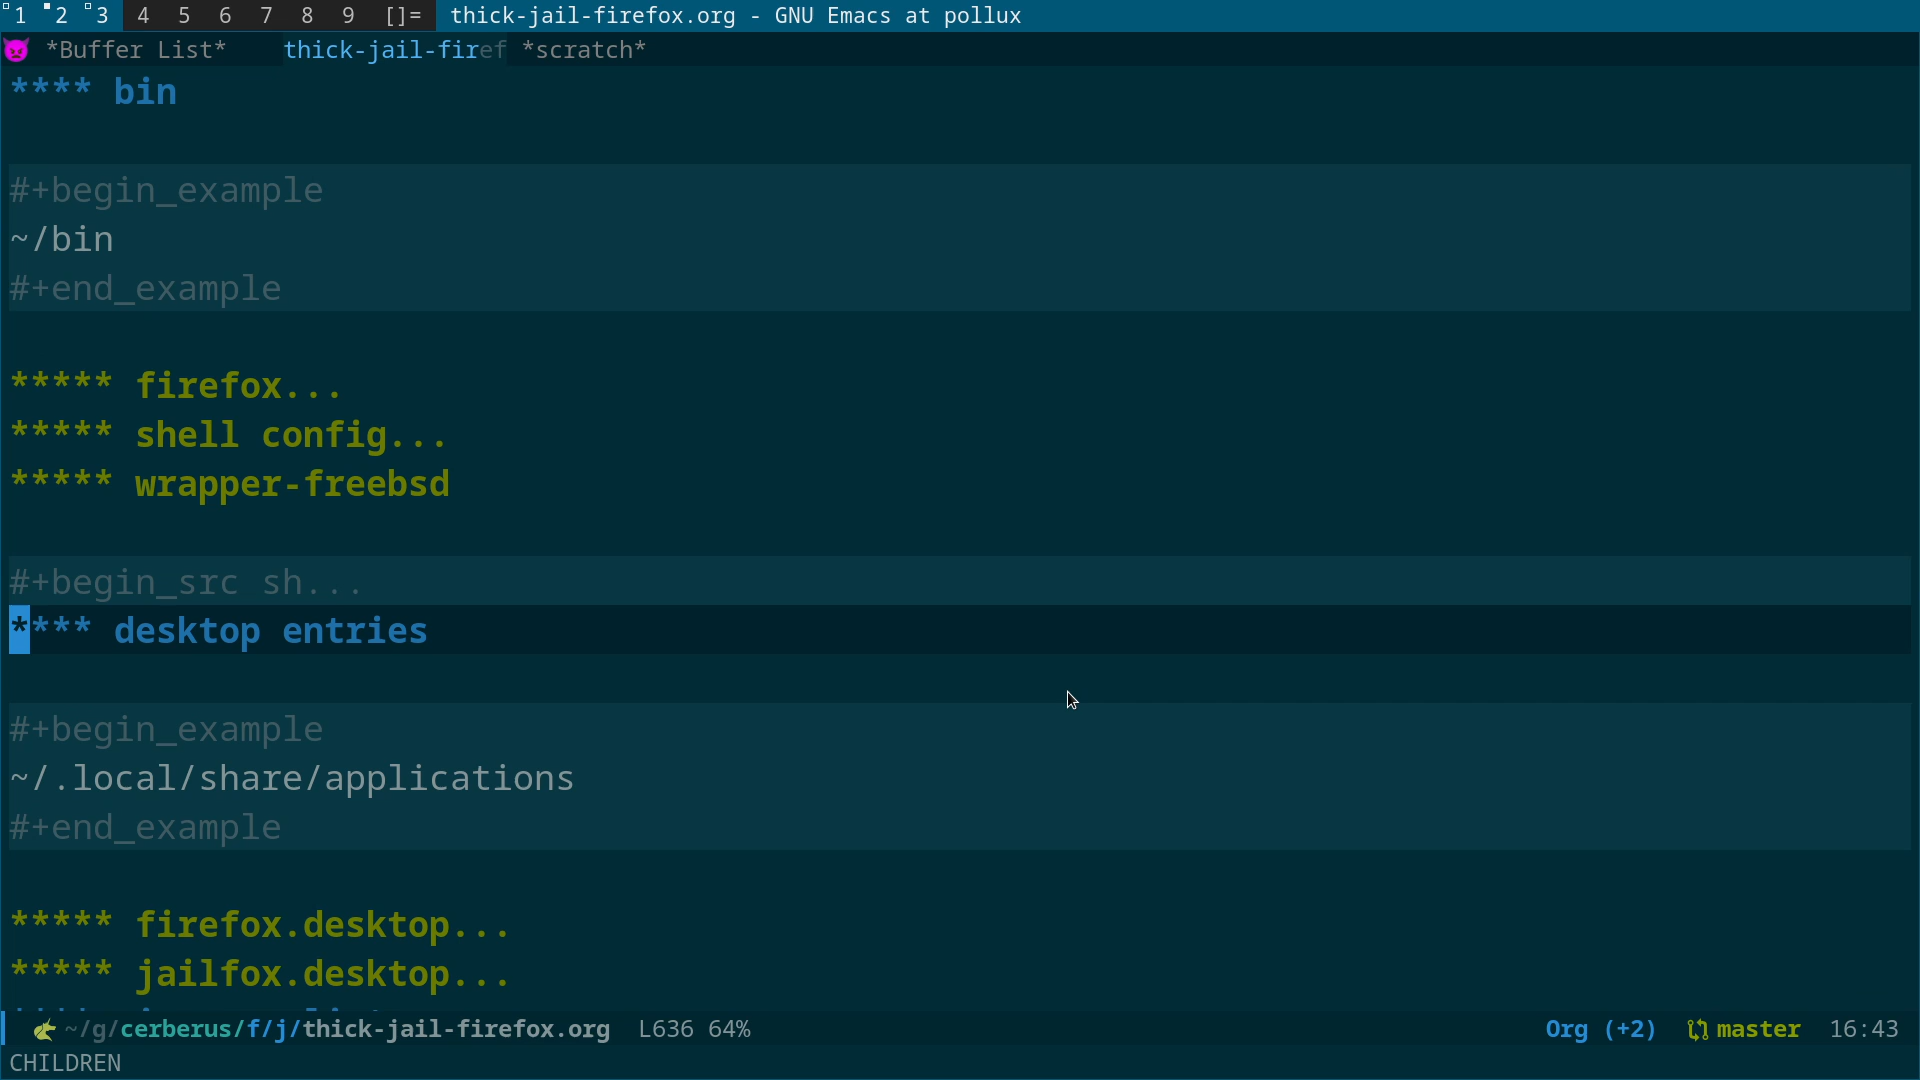 1 2 3 4 5 6 7 8 9 []= thick-jail-firefox.org - GNU Emacs at pollux
*Buffer List* thick-jail-firef *scratch*
**** bin
#+begin_example
~/bin
#+end_example
***** firefox...
***** shell config...
***** wrapper-freebsd
#+begin_src sh...
**** desktop entries
#+begin_example
~/.local/share/applications
#+end_example
***** firefox.desktop...
***** jailfox.desktop...
~/g/cerberus/f/j/thick-jail-firefox.org L636 64% Org (+2) master 16:43
CHILDREN